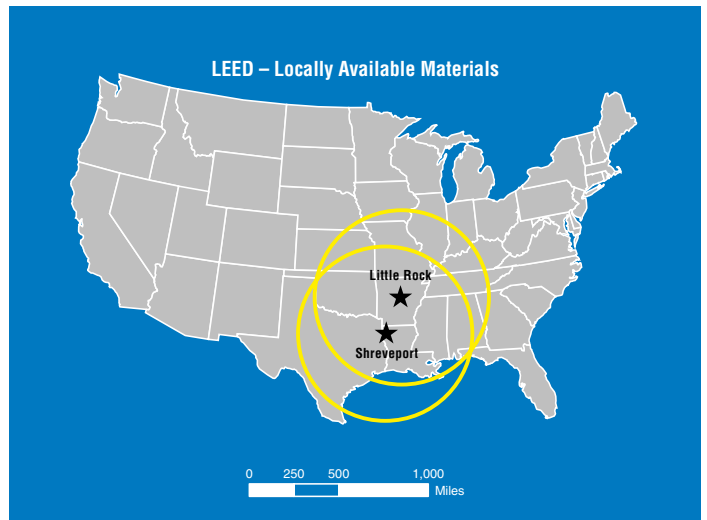 LEED – Locally Available Materials
Little Rock
Shreveport
0 250 500 1,000
Miles